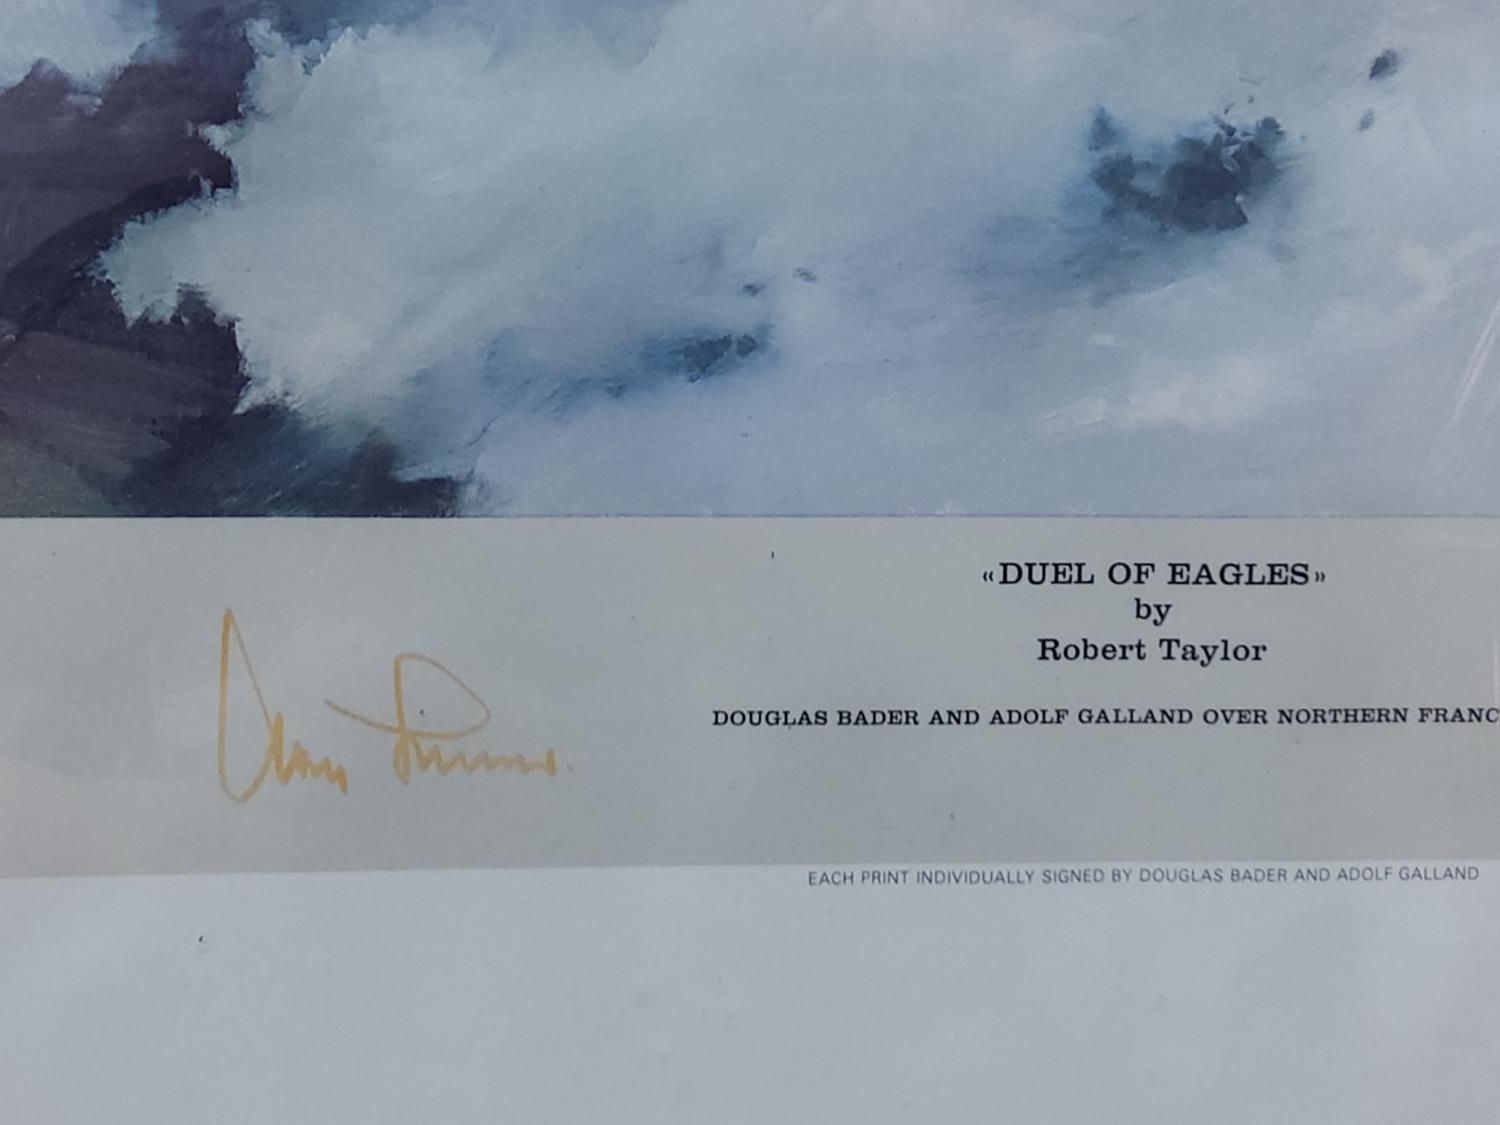 «DUEL OF EAGLES»
by
Robert Taylor
DOUGLAS BADER AND ADOLF GALLAND OVER NORTHERN FRANC
EACH PRINT INDIVIDUALLY SIGNED BY DOUGLAS BADER AND ADOLF GALLAND